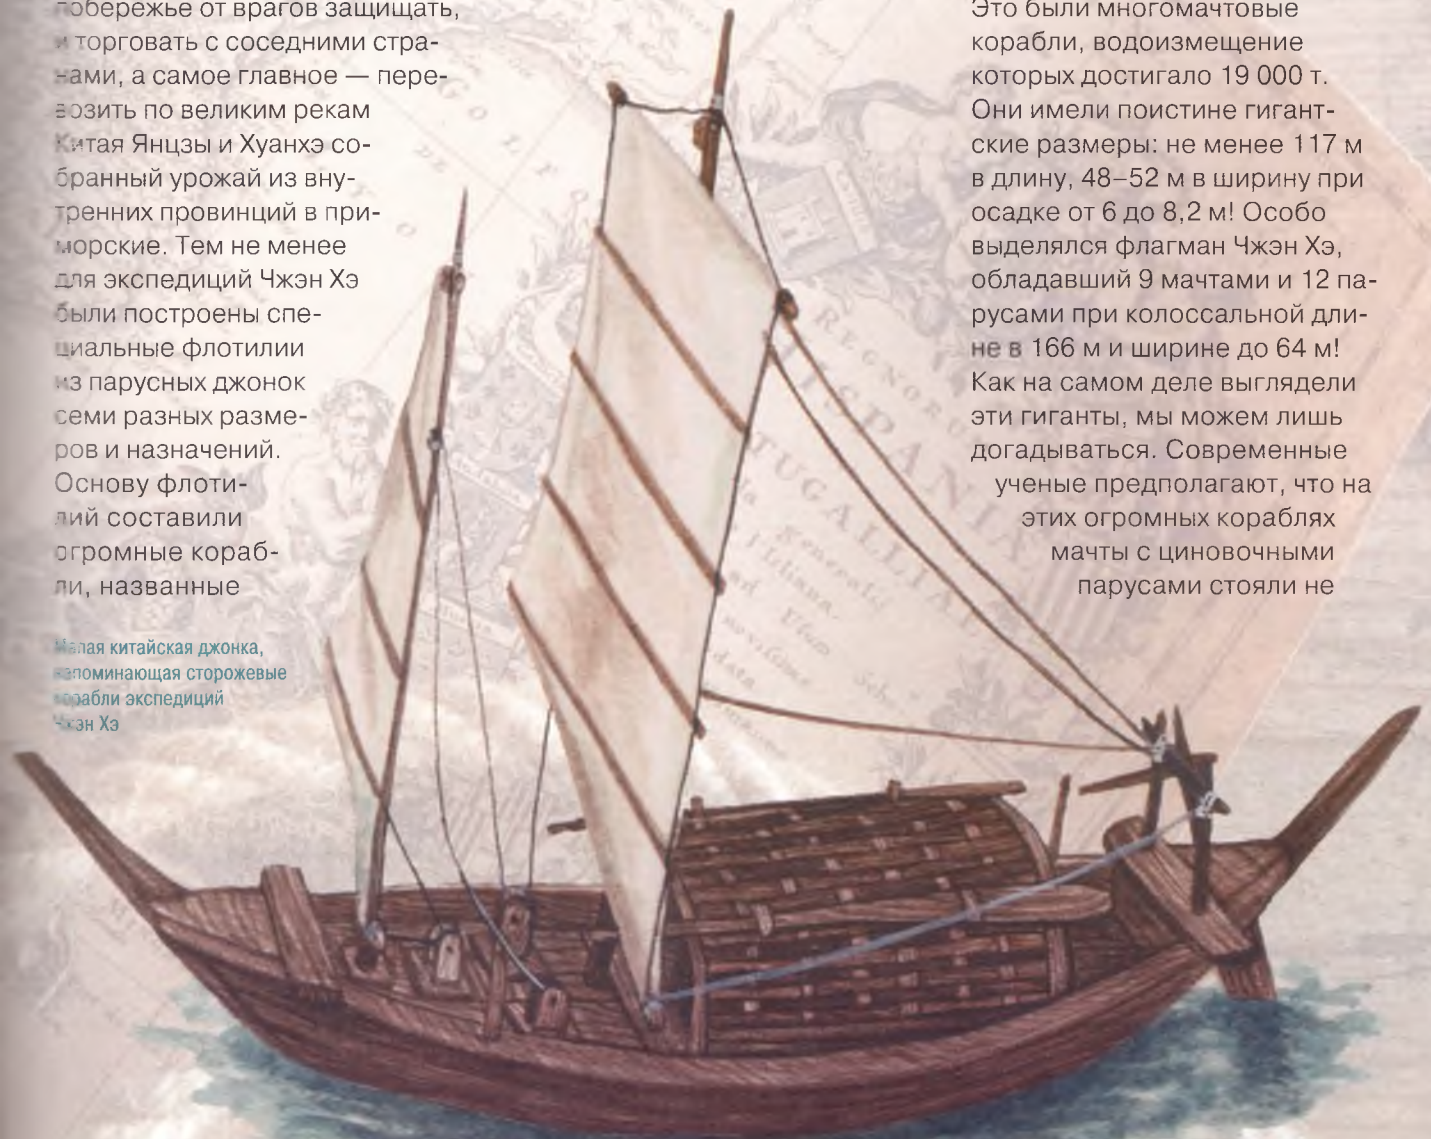 побережье от врагов защищать,
и торговать с соседними стра-
нами, а самое главное — пере-
возить по великим рекам
Китая Янцзы и Хуанхэ со-
бранный урожай из вну-
тренних провинций в при-
морские. Тем не менее
для экспедиций Чжэн Хэ
были построены спе-
циальные флотилии
из парусных джонок
семи разных разме-
ров и назначений.
Основу флоти-
лий составили
огромные кораб-
ли, названные
Малая китайская джонка,
напоминающая сторожевые
корабли экспедиций
Чжэн Хэ
Это были многомачтовые
корабли, водоизмещение
которых достигало 19 000 т.
Они имели поистине гигант-
ские размеры: не менее 117 м
в длину, 48–52 м в ширину при
осадке от 6 до 8,2 м! Особо
выделялся флагман Чжэн Хэ,
обладавший 9 мачтами и 12 па-
русами при колоссальной дли-
не в 166 м и ширине до 64 м!
Как на самом деле выглядели
эти гиганты, мы можем лишь
догадываться. Современные
ученые предполагают, что на
этих огромных кораблях
мачты с циновочными
парусами стояли не
REGNORU
HISPANIA
TUGALLIAE